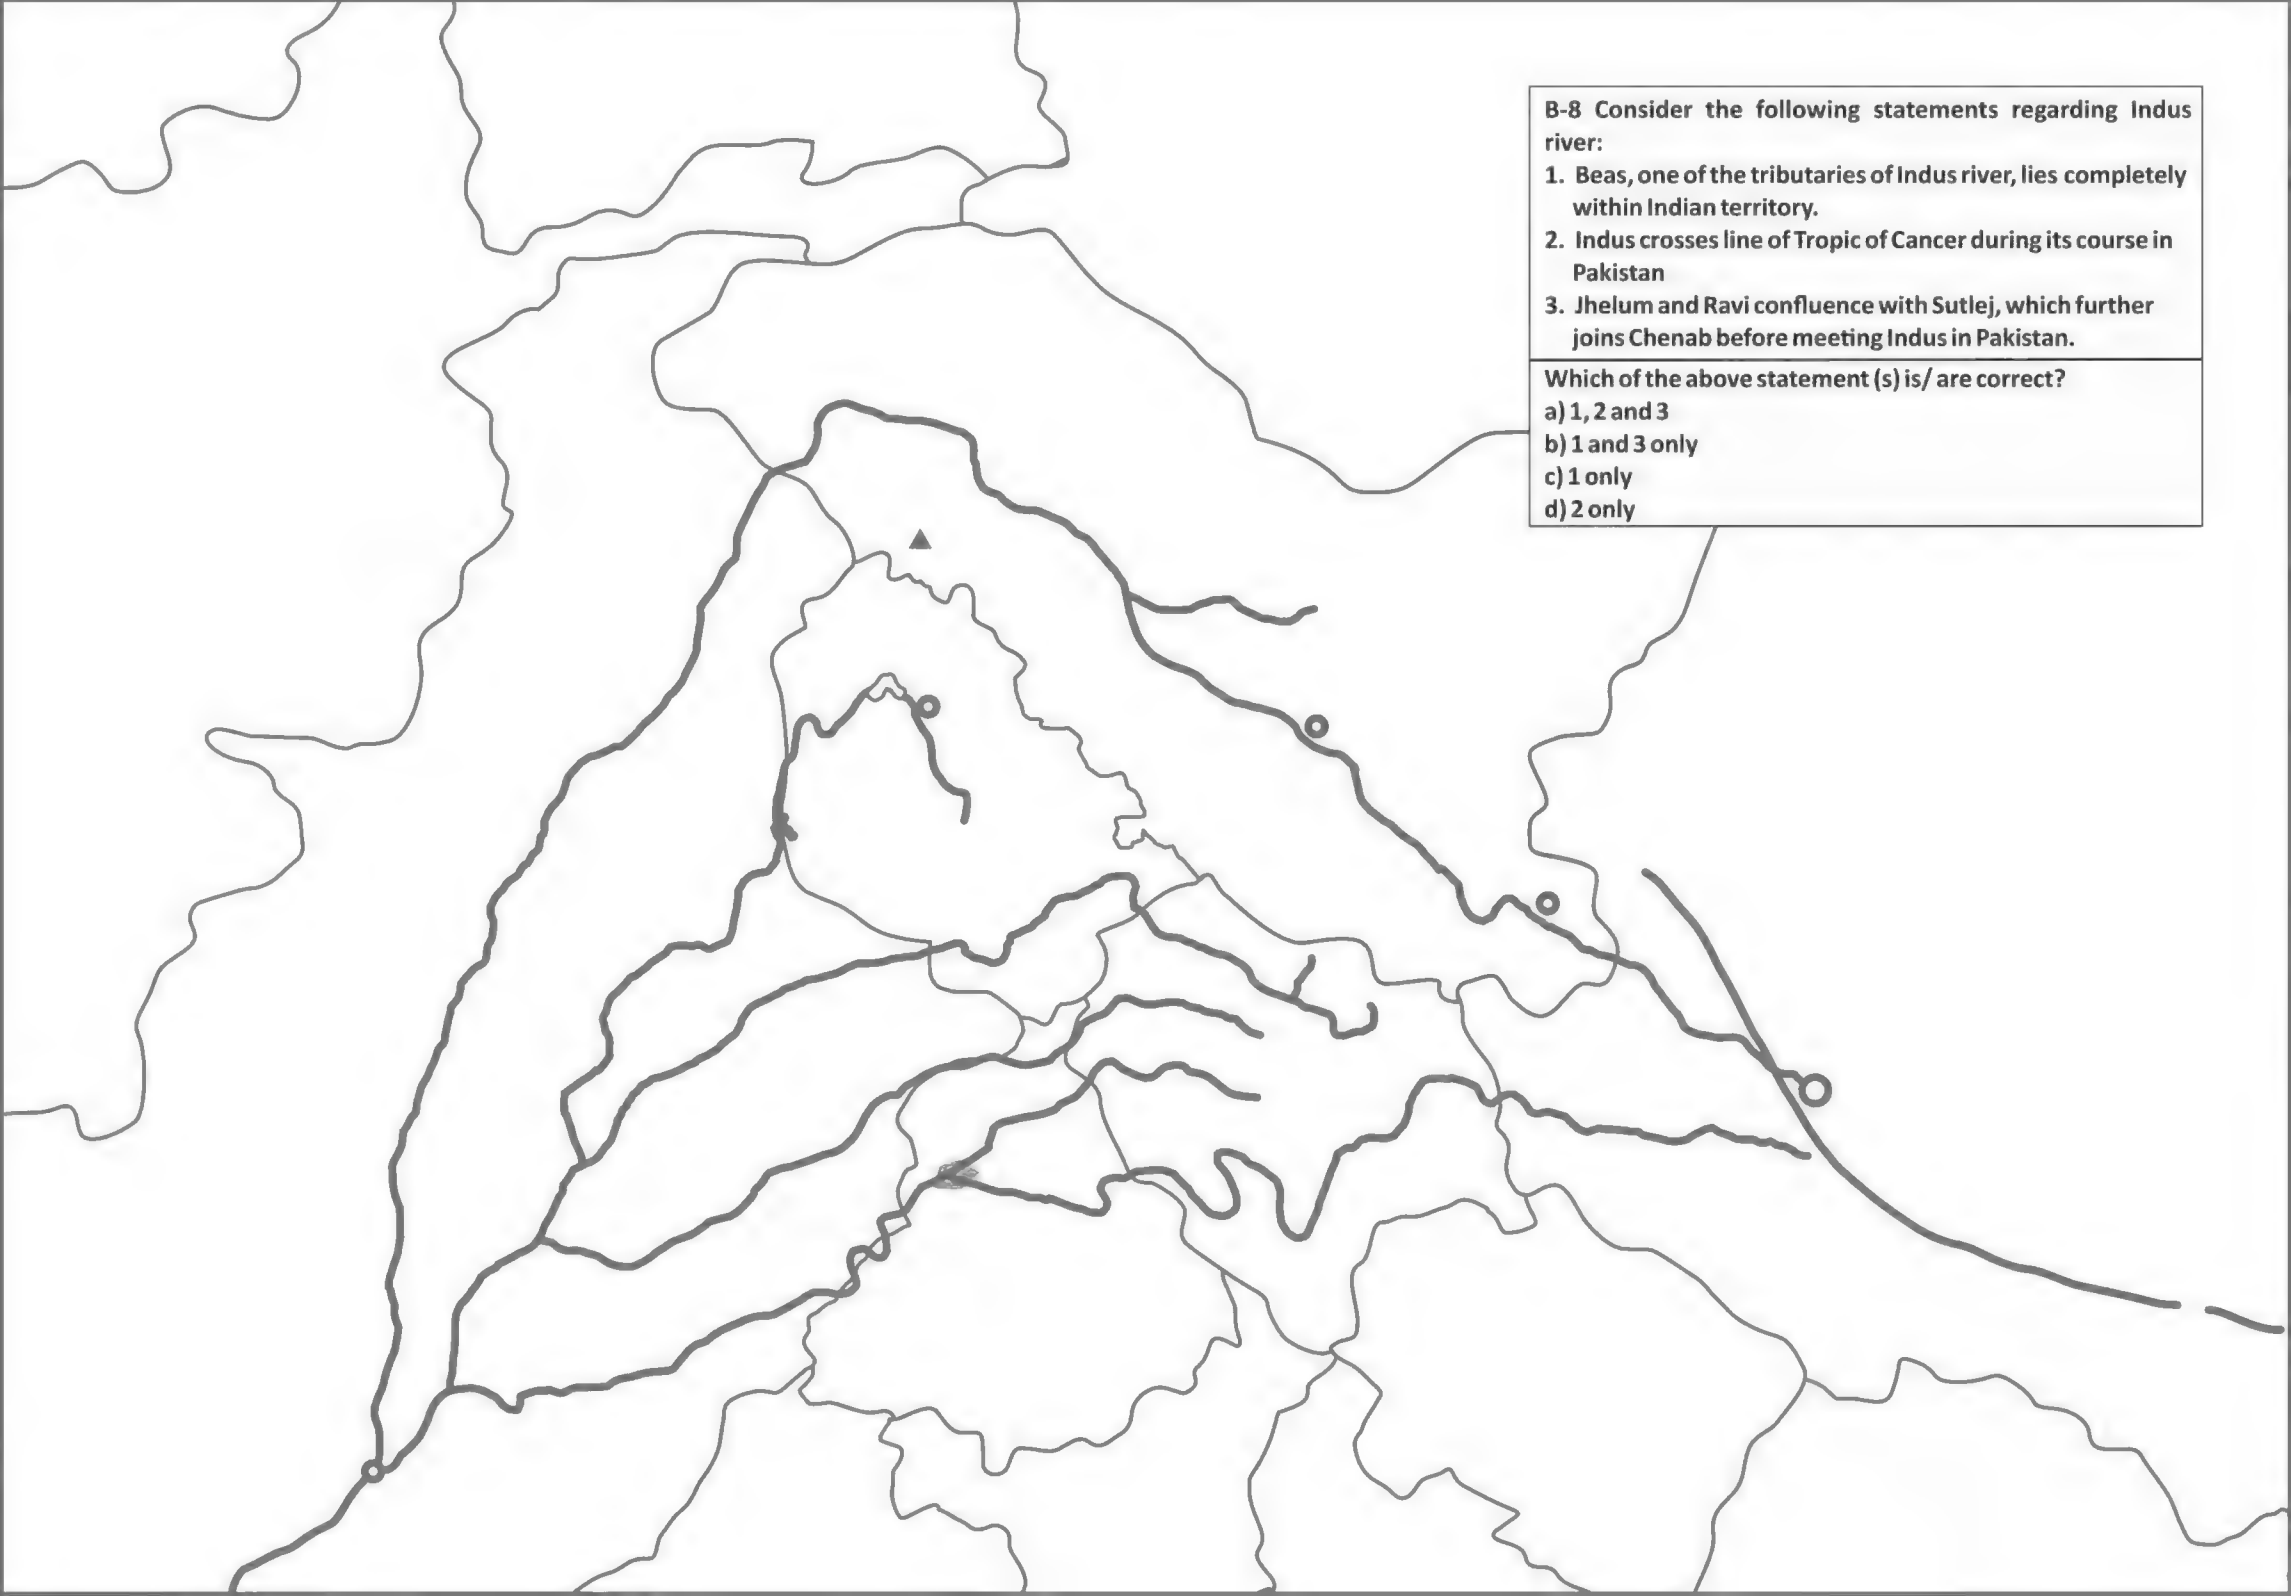 B-8 Consider the following statements regarding Indus
river:
1. Beas, one of the tributaries of Indus river, lies completely
within Indian territory.
2. Indus crosses line of Tropic of Cancer during its course in
Pakistan
3. Jhelum and Ravi confluence with Sutlej, which further
joins Chenab before meeting Indus in Pakistan.
Which of the above statement (s) is/ are correct?
a) 1, 2 and 3
b) 1 and 3 only
c) 1 only
d) 2 only